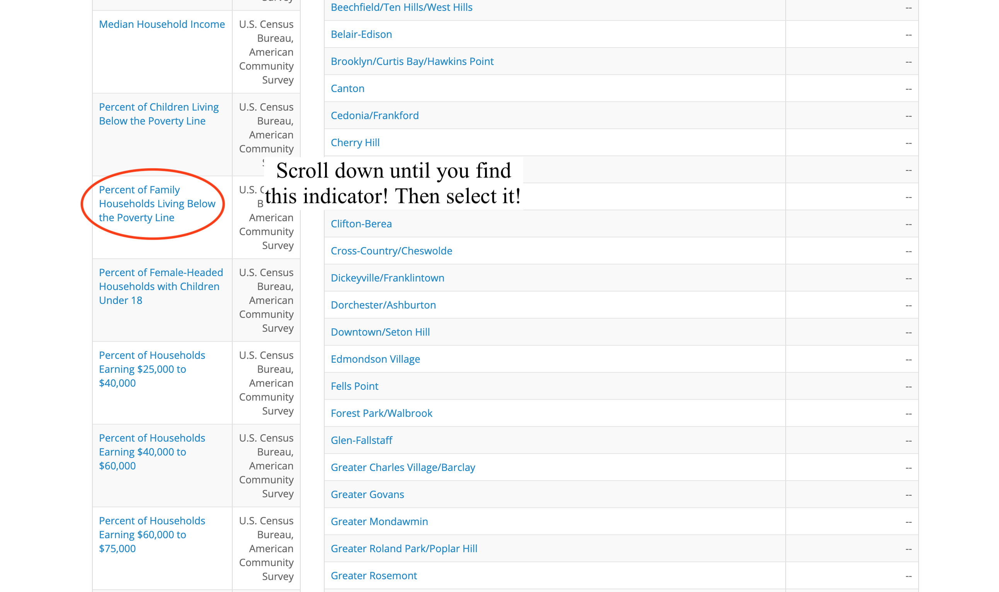 Median Household Income
U.S. Census
Bureau,
American
Community
Survey
Percent of Children Living
Below the Poverty Line
U.S. Census
Bureau,
American
Community
Percent of Family
Households Living Below
the Poverty Line
U.S.
American
Community
Survey
Percent of Female-Headed
Households with Children
Under 18
U.S. Census
Bureau,
American
Community
Survey
Percent of Households
Earning $25,000 to
$40,000
U.S. Census
Bureau,
American
Community
Survey
Percent of Households
Earning $40,000 to
$60,000
U.S. Census
Bureau,
American
Community
Survey
Percent of Households
Earning $60,000 to
$75,000
U.S. Census
Bureau,
American
Community
Survey
Scroll down until you find
this indicator! Then select it!
Beechfield/Ten Hills/West Hills --
Belair-Edison --
Brooklyn/Curtis Bay/Hawkins Point --
Canton --
Cedonia/Frankford --
Cherry Hill --
--
--
Clifton-Berea --
Cross-Country/Cheswolde --
Dickeyville/Franklintown --
Dorchester/Ashburton --
Downtown/Seton Hill --
Edmondson Village --
Fells Point --
Forest Park/Walbrook --
Glen-Fallstaff --
Greater Charles Village/Barclay --
Greater Govans --
Greater Mondawmin --
Greater Roland Park/Poplar Hill --
Greater Rosemont --